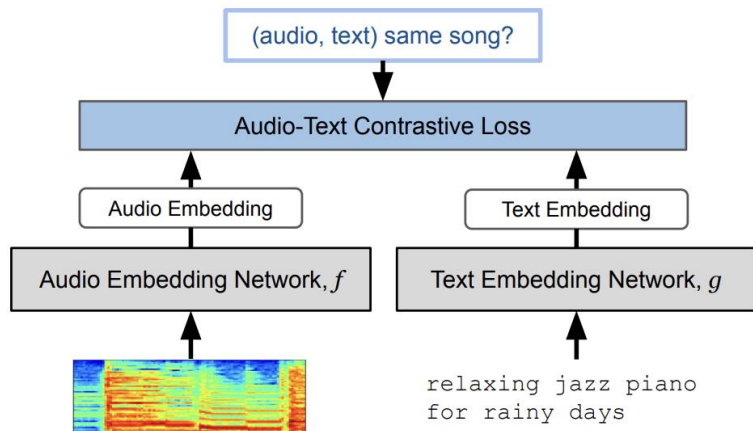 (audio, text) same song?
Audio-Text Contrastive Loss
Audio Embedding
Text Embedding
Audio Embedding Network, f
Text Embedding Network, g
relaxing jazz piano
for rainy days